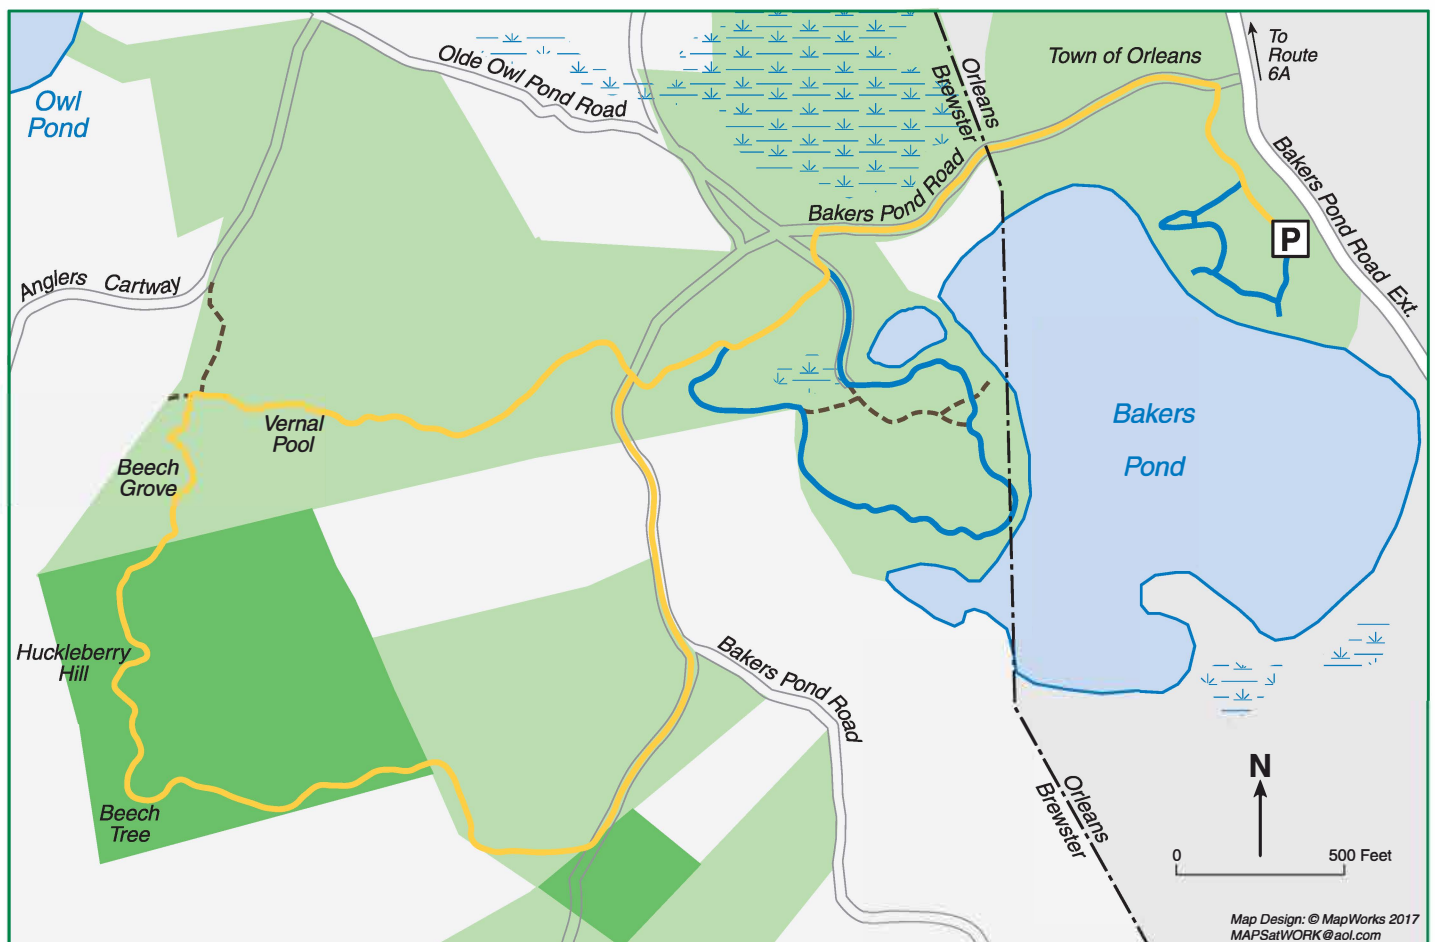 To
Route
6A
Town of Orleans
Olde Owl Pond Road
Orleans
Brewster
Owl
Pond
Bakers Pond Road
Bakers Pond Road Ext.
P
Anglers Cartway
Vernal
Pool
Bakers
Pond
Beech
Grove
Huckleberry
Hill
Bakers Pond Road
Beech
Tree
Orleans
Brewster
N
0 500 Feet
Map Design: © MapWorks 2017
MAPSatWORK@aol.com